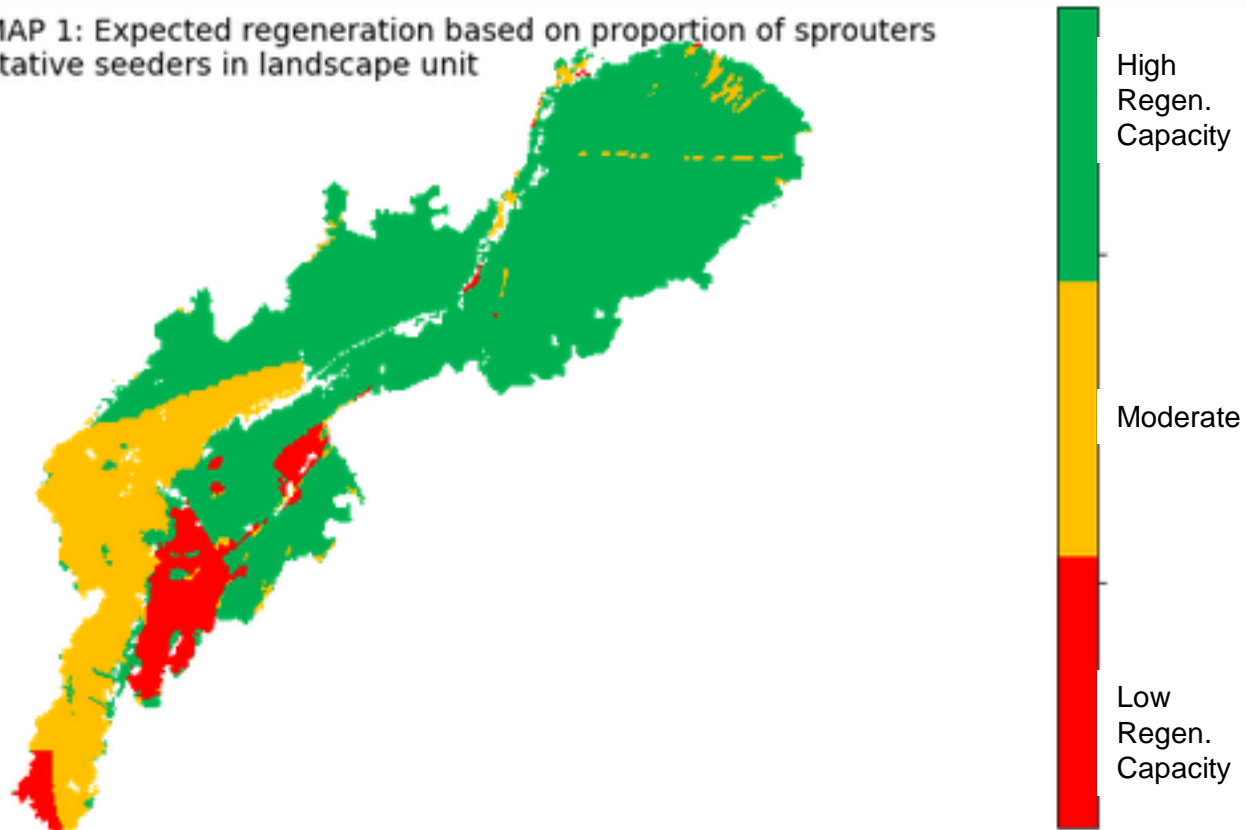 MAP 1: Expected regeneration based on proportion of sprouters
tative seeders in landscape unit
High
Regen.
Capacity
Moderate
Low
Regen.
Capacity